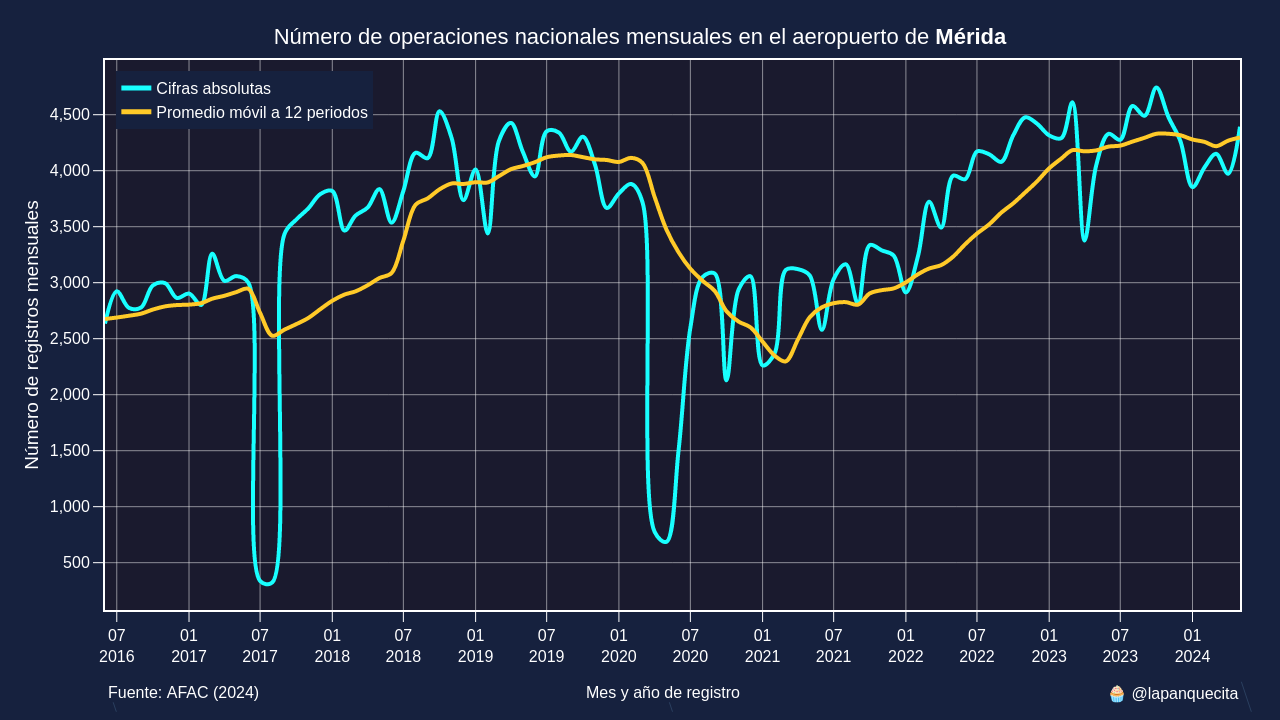 Número de operaciones nacionales mensuales en el aeropuerto de Mérida
Cifras absolutas
Promedio móvil a 12 periodos
Número de registros mensuales
4,500
4,000
3,500
3,000
2,500
2,000
1,500
1,000
500
07 01 07 01 07 01 07 01 07 01 07 01 07 01 07 01
2016 2017 2017 2018 2018 2019 2019 2020 2020 2021 2021 2022 2022 2023 2023 2024
Fuente: AFAC (2024)
Mes y año de registro
🧁 @lapanquecita